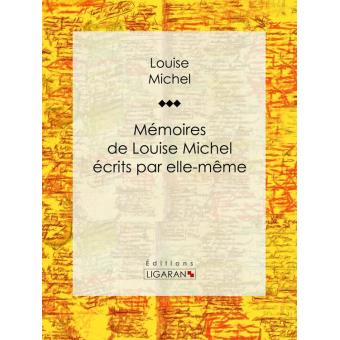 Louise
Michel
Mémoires
de Louise Michel
écrits par elle-même
Éditions
LIGARAN